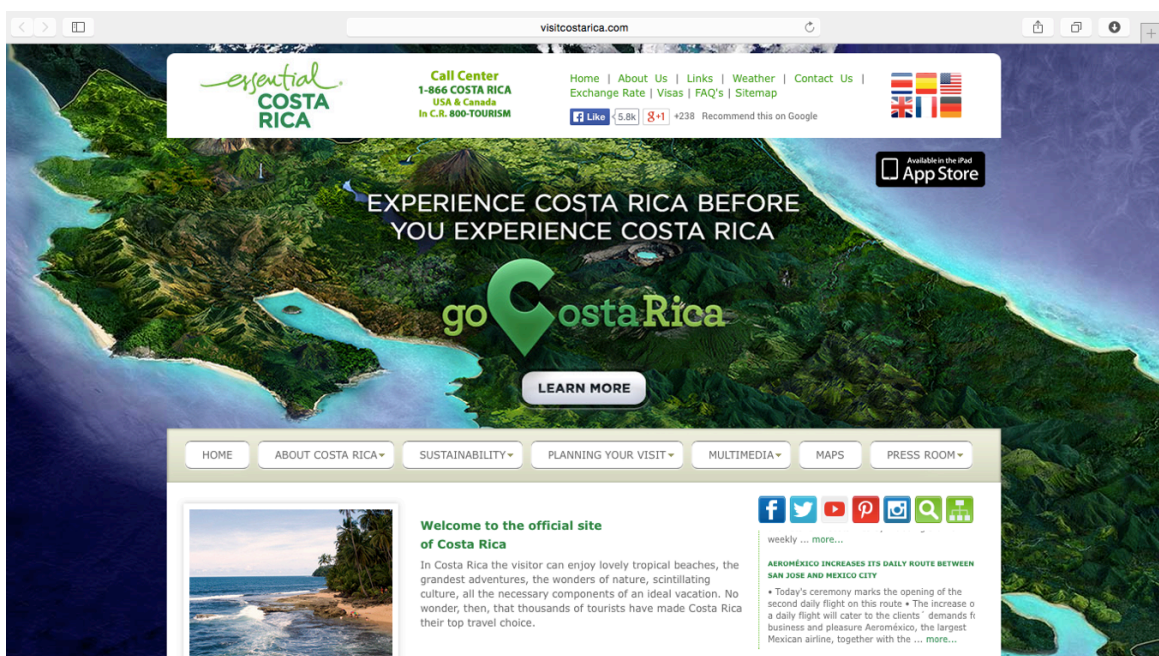 visitcostarica.com
essential
COSTA
RICA
Call Center
1-866 COSTA RICA
USA & Canada
In C.R. 800-TOURISM
Home | About Us | Links | Weather | Contact Us |
Exchange Rate | Visas | FAQ's | Sitemap
Like 5.8k g+1 +238 Recommend this on Google
Available in the iPad
App Store
EXPERIENCE COSTA RICA BEFORE
YOU EXPERIENCE COSTA RICA
go Costa Rica
LEARN MORE
HOME ABOUT COSTA RICA SUSTAINABILITY PLANNING YOUR VISIT MULTIMEDIA MAPS PRESS ROOM
Welcome to the official site
of Costa Rica
In Costa Rica the visitor can enjoy lovely tropical beaches, the
grandest adventures, the wonders of nature, scintillating
culture, all the necessary components of an ideal vacation. No
wonder, then, that thousands of tourists have made Costa Rica
their top travel choice.
weekly ... more...
AEROMÉXICO INCREASES ITS DAILY ROUTE BETWEEN
SAN JOSE AND MEXICO CITY
• Today's ceremony marks the opening of the
second daily flight on this route • The increase o
a daily flight will cater to the clients´ demands f
business and pleasure Aeroméxico, the largest
Mexican airline, together with the ... more...